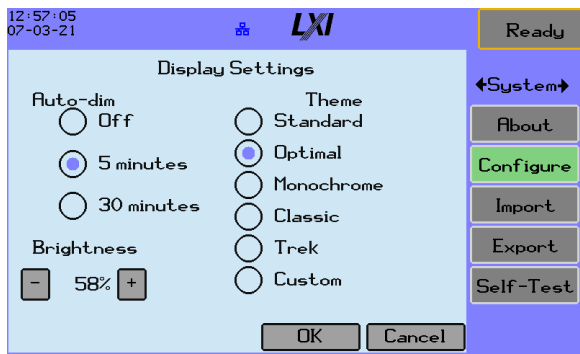 12:57:05
07-03-21
LXI
Ready
←System→
About
Configure
Import
Export
Self-Test
Display Settings
Auto-dim
Off
5 minutes
30 minutes
Brightness
- 58% +
Theme
Standard
Optimal
Monochrome
Classic
Trek
Custom
OK Cancel